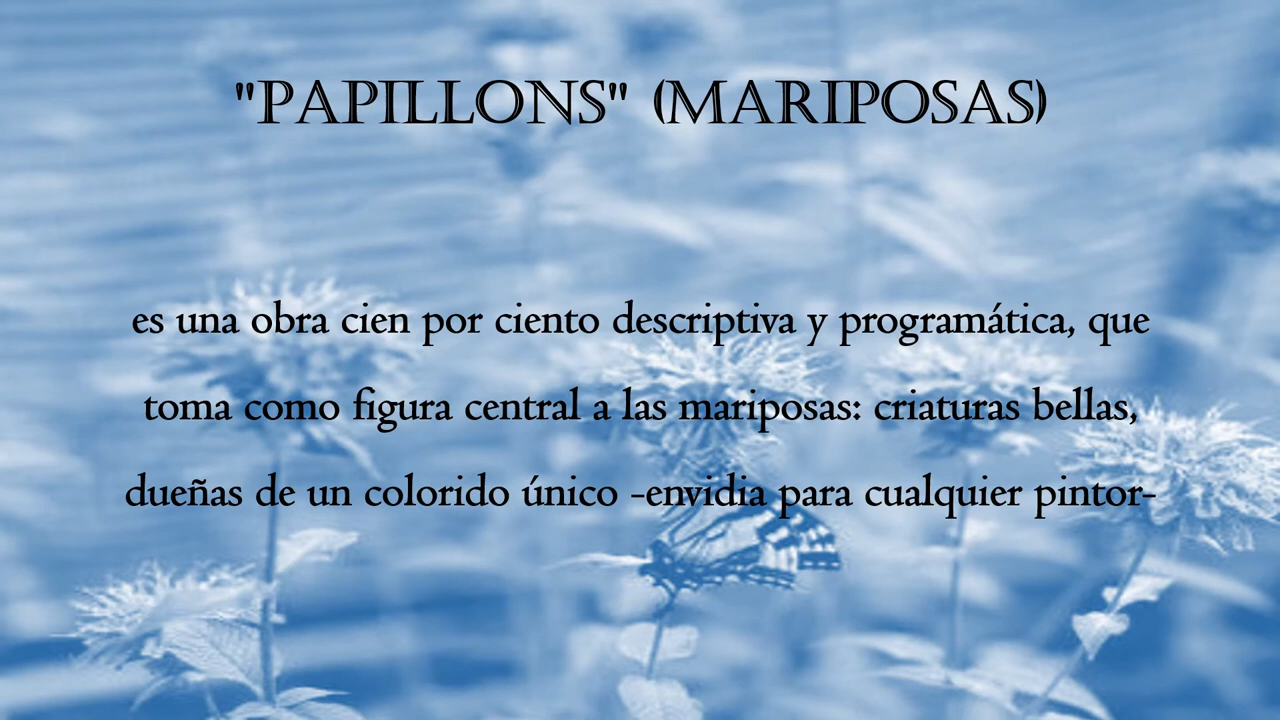 "PAPILLONS" (MARIPOSAS)
es una obra cien por ciento descriptiva y programática, que
toma como figura central a las mariposas: criaturas bellas,
dueñas de un colorido único -envidia para cualquier pintor-